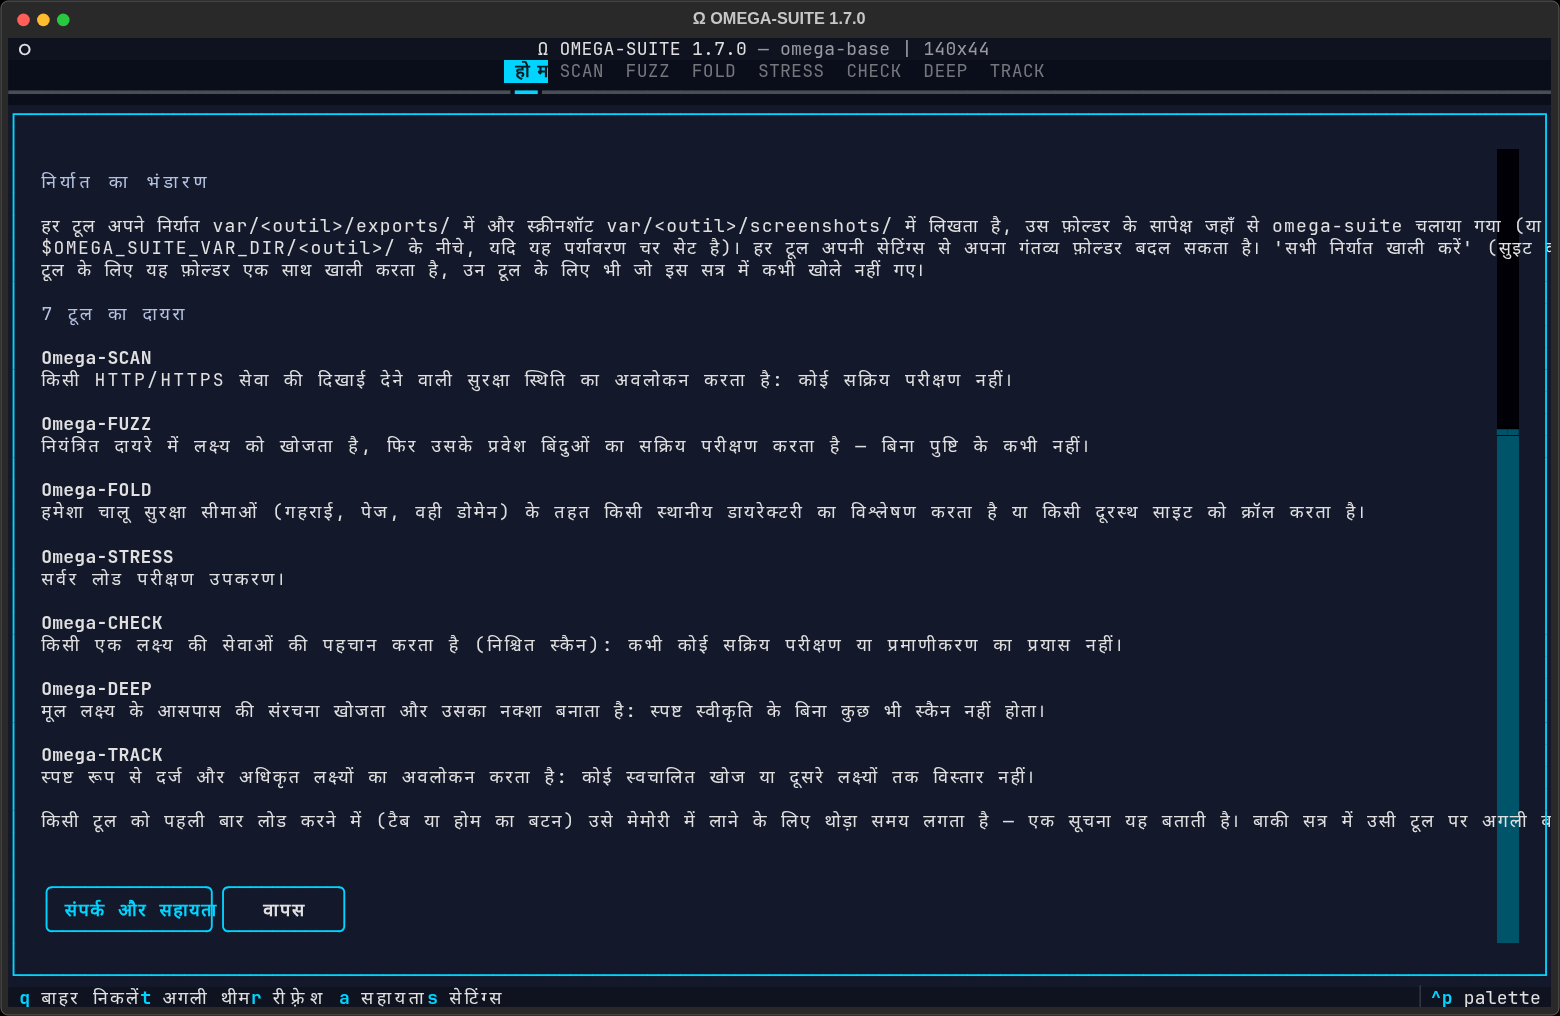 Ω OMEGA-SUITE 1.7.0
Ω OMEGA-SUITE 1.7.0 — omega-base | 140x44
होम SCAN FUZZ FOLD STRESS CHECK DEEP TRACK
निर्यात का भंडारण
हर टूल अपने निर्यात var/<outil>/exports/ में और स्क्रीनशॉट var/<outil>/screenshots/ में लिखता है, उस फ़ोल्डर के सापेक्ष जहाँ से omega-suite चलाया गया (या
$OMEGA_SUITE_VAR_DIR/<outil>/ के नीचे, यदि यह पर्यावरण चर सेट है)। हर टूल अपनी सेटिंग्स से अपना गंतव्य फ़ोल्डर बदल सकता है। 'सभी निर्यात खाली करें' (सुइट
टूल के लिए यह फ़ोल्डर एक साथ खाली करता है, उन टूल के लिए भी जो इस सत्र में कभी खोले नहीं गए।
7 टूल का दायरा
Omega-SCAN
किसी HTTP/HTTPS सेवा की दिखाई देने वाली सुरक्षा स्थिति का अवलोकन करता है: कोई सक्रिय परीक्षण नहीं।
Omega-FUZZ
नियंत्रित दायरे में लक्ष्य को खोजता है, फिर उसके प्रवेश बिंदुओं का सक्रिय परीक्षण करता है — बिना पुष्टि के कभी नहीं।
Omega-FOLD
हमेशा चालू सुरक्षा सीमाओं (गहराई, पेज, वही डोमेन) के तहत किसी स्थानीय डायरेक्टरी का विश्लेषण करता है या किसी दूरस्थ साइट को क्रॉल करता है।
Omega-STRESS
सर्वर लोड परीक्षण उपकरण।
Omega-CHECK
किसी एक लक्ष्य की सेवाओं की पहचान करता है (निश्चित स्कैन): कभी कोई सक्रिय परीक्षण या प्रमाणीकरण का प्रयास नहीं।
Omega-DEEP
मूल लक्ष्य के आसपास की संरचना खोजता और उसका नक्शा बनाता है: स्पष्ट स्वीकृति के बिना कुछ भी स्कैन नहीं होता।
Omega-TRACK
स्पष्ट रूप से दर्ज और अधिकृत लक्ष्यों का अवलोकन करता है: कोई स्वचालित खोज या दूसरे लक्ष्यों तक विस्तार नहीं।
किसी टूल को पहली बार लोड करने में (टैब या होम का बटन) उसे मेमोरी में लाने के लिए थोड़ा समय लगता है — एक सूचना यह बताती है। बाकी सत्र में उसी टूल पर अगली
संपर्क और सहायता वापस
q बाहर निकलें t अगली थीम r रीफ़्रेश a सहायता s सेटिंग्स ^p palette